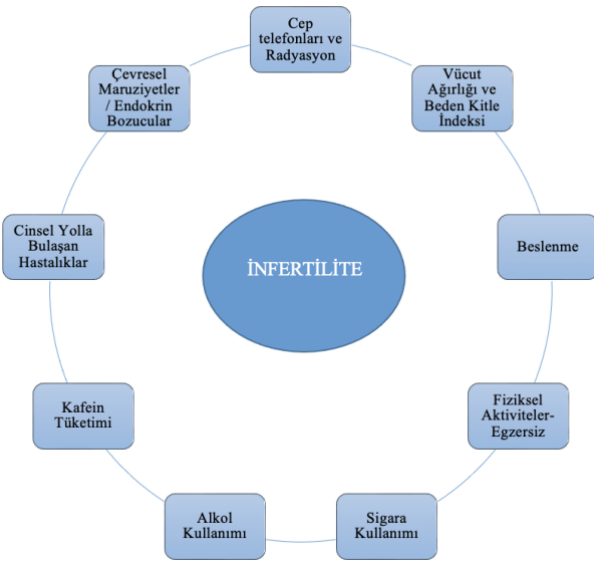 Cep
telefonları ve
Radyasyon
Vücut
Ağırlığı ve
Beden Kitle
İndeksi
Beslenme
Fiziksel
Aktiviteler-
Egzersiz
Sigara
Kullanımı
Alkol
Kullanımı
Kafein
Tüketimi
Cinsel Yolla
Bulaşan
Hastalıklar
Çevresel
Maruziyetler
/ Endokrin
Bozucular
İNFERTİLİTE